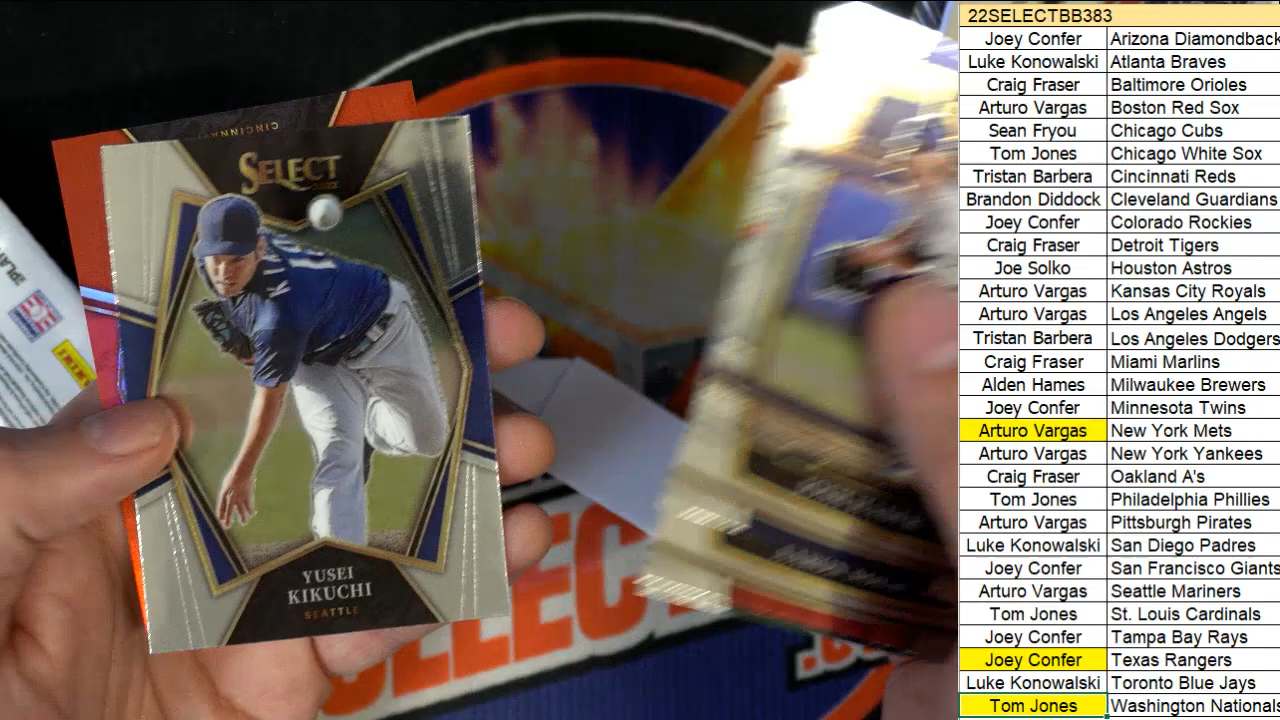 CINCINNATI
SELECT
2022
YUSEI
KIKUCHI
SEATTLE
22SELECTBB383
Joey Confer Arizona Diamondback
Luke Konowalski Atlanta Braves
Craig Fraser Baltimore Orioles
Arturo Vargas Boston Red Sox
Sean Fryou Chicago Cubs
Tom Jones Chicago White Sox
Tristan Barbera Cincinnati Reds
Brandon Diddock Cleveland Guardians
Joey Confer Colorado Rockies
Craig Fraser Detroit Tigers
Joe Solko Houston Astros
Arturo Vargas Kansas City Royals
Arturo Vargas Los Angeles Angels
Tristan Barbera Los Angeles Dodgers
Craig Fraser Miami Marlins
Alden Hames Milwaukee Brewers
Joey Confer Minnesota Twins
Arturo Vargas New York Mets
Arturo Vargas New York Yankees
Craig Fraser Oakland A's
Tom Jones Philadelphia Phillies
Arturo Vargas Pittsburgh Pirates
Luke Konowalski San Diego Padres
Joey Confer San Francisco Giants
Arturo Vargas Seattle Mariners
Tom Jones St. Louis Cardinals
Joey Confer Tampa Bay Rays
Joey Confer Texas Rangers
Luke Konowalski Toronto Blue Jays
Tom Jones Washington Nationals